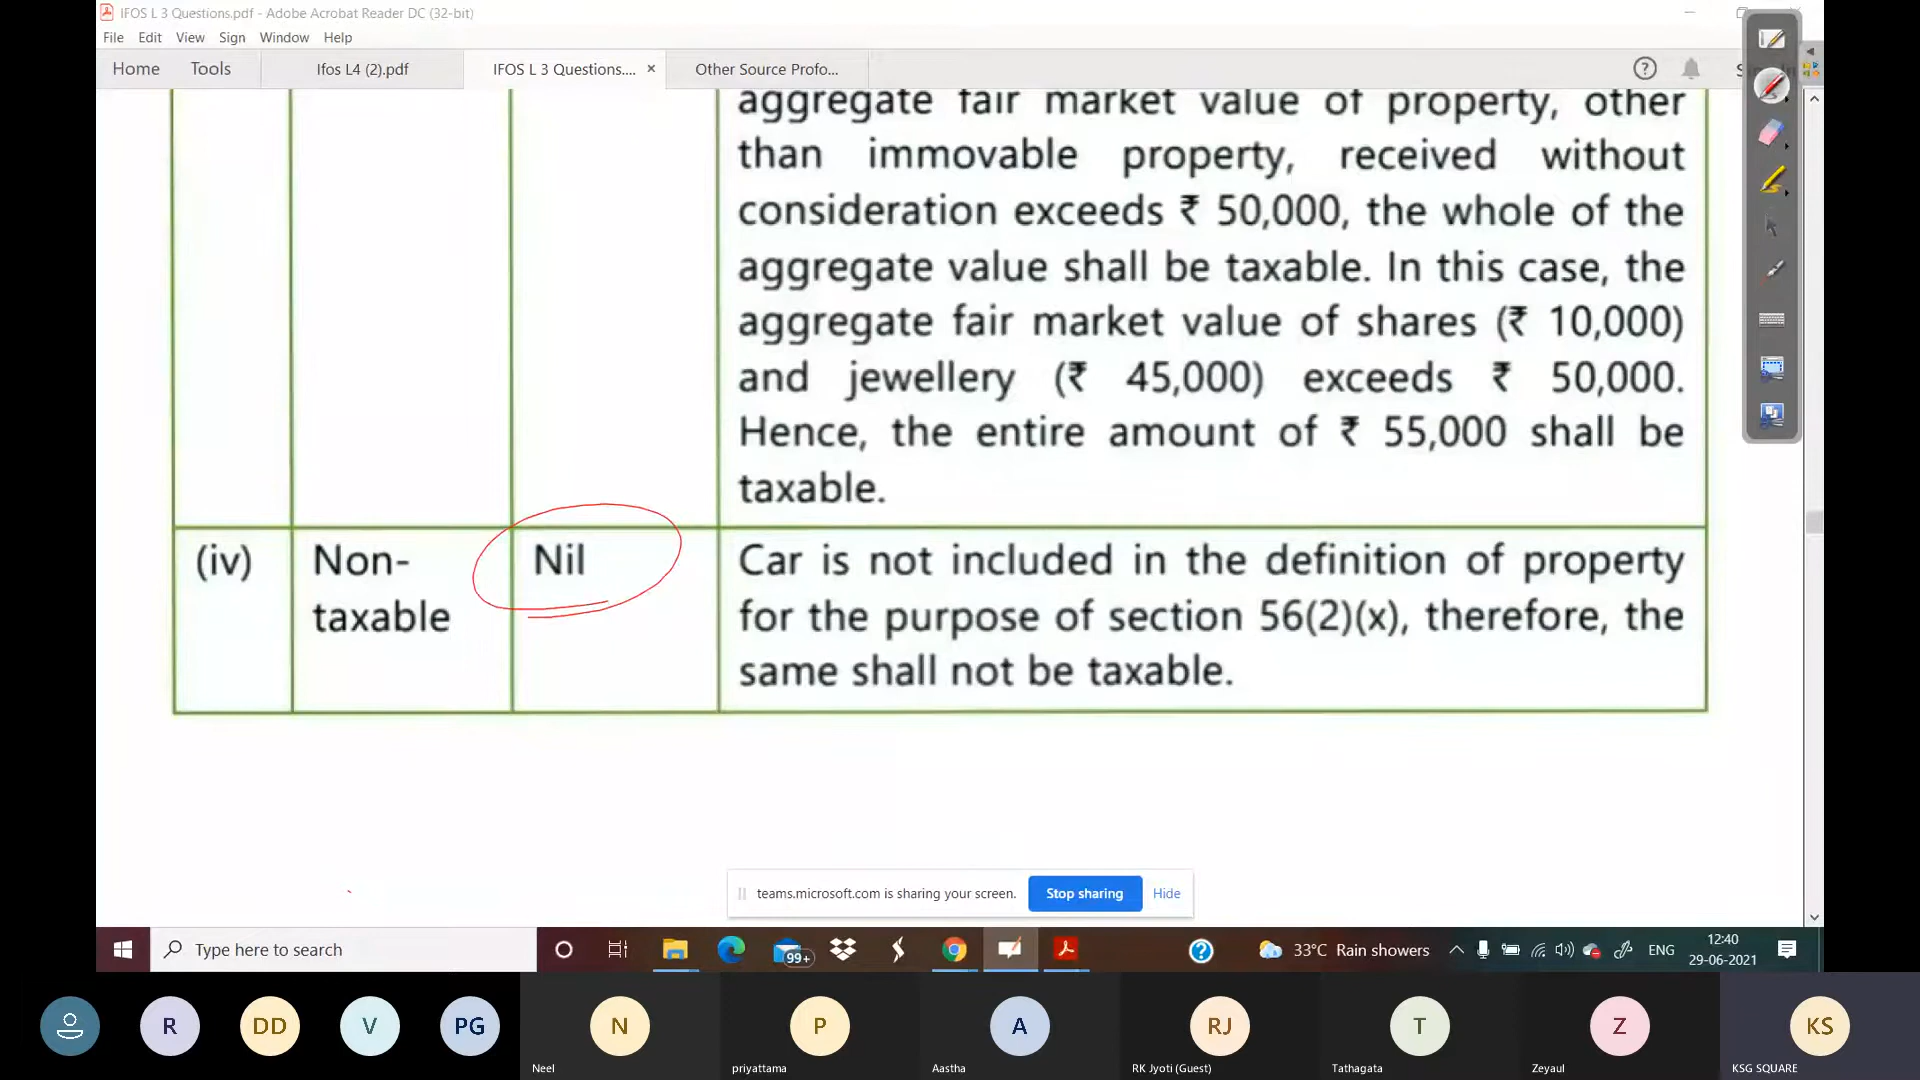 IFOS L 3 Questions.pdf - Adobe Acrobat Reader DC (32-bit)
File Edit View Sign Window Help
Home Tools Ifos L4 (2).pdf IFOS L 3 Questions.... × Other Source Profo...
aggregate fair market value of property, other
than immovable property, received without
consideration exceeds ₹ 50,000, the whole of the
aggregate value shall be taxable. In this case, the
aggregate fair market value of shares (₹ 10,000)
and jewellery (₹ 45,000) exceeds ₹ 50,000.
Hence, the entire amount of ₹ 55,000 shall be
taxable.
(iv) Non- Nil Car is not included in the definition of property
taxable for the purpose of section 56(2)(x), therefore, the
same shall not be taxable.
teams.microsoft.com is sharing your screen. Stop sharing Hide
Type here to search 99+ 33°C Rain showers ENG 12:40
29-06-2021
R DD V PG N P A RJ T Z KS
Neel priyattama Aastha RK Jyoti (Guest) Tathagata Zeyaul KSG SQUARE